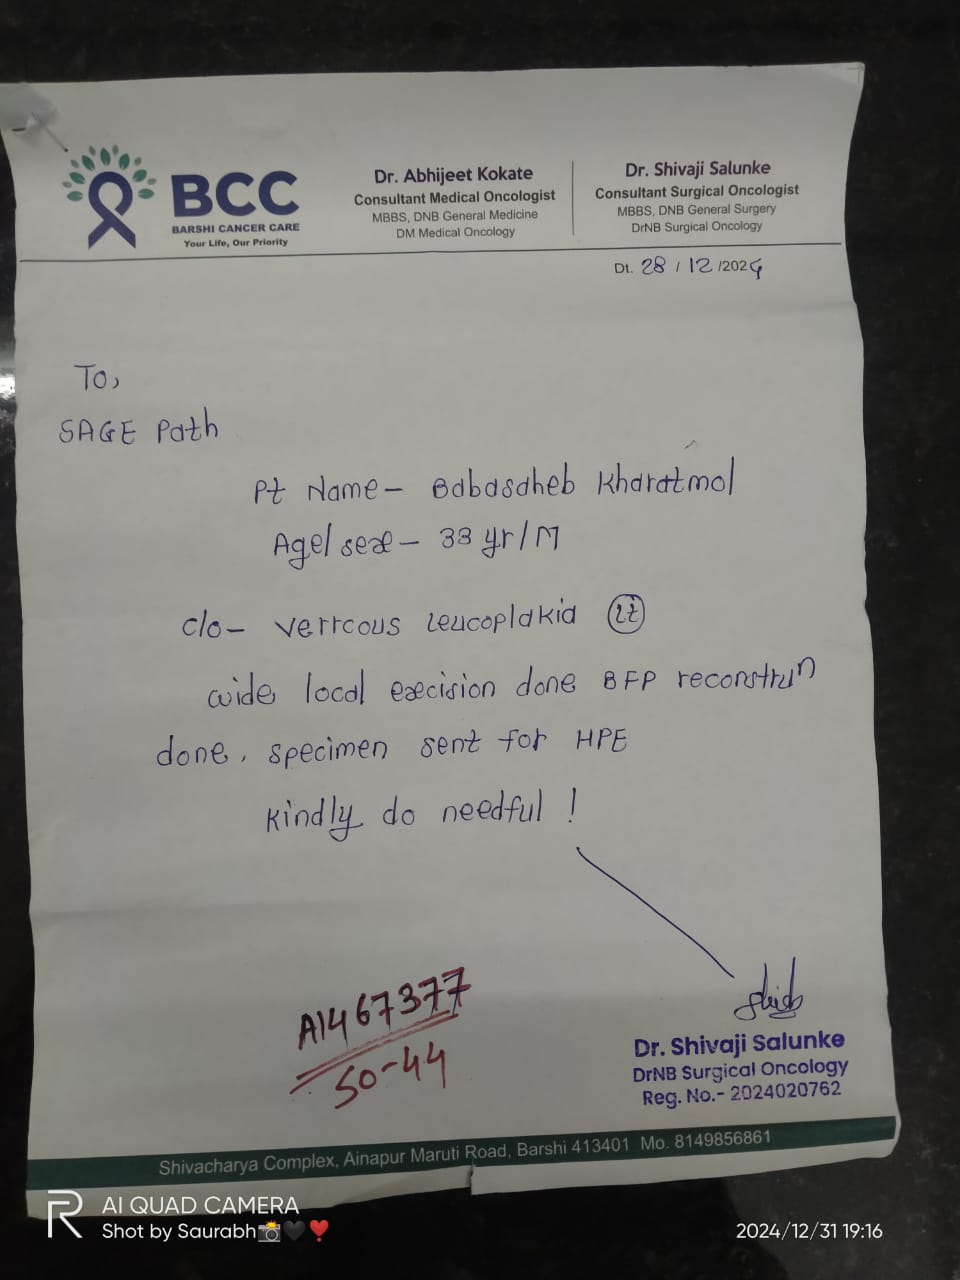 BCC
BARSHI CANCER CARE
Your Life, Our Priority
Dr. Abhijeet Kokate
Consultant Medical Oncologist
MBBS, DNB General Medicine
DM Medical Oncology
Dr. Shivaji Salunke
Consultant Surgical Oncologist
MBBS, DNB General Surgery
DrNB Surgical Oncology
Dt. 28 / 12 /2024
To,
SAGE Path
Pt Name - Babasaheb Kharatmol
Age/sex - 33 yr/M
c/o - verrcous leucoplakia Lt
wide local execision done BFP reconstrun
done. specimen sent for HPE
Kindly do needful !
A1467377
50-44
Dr. Shivaji Salunke
DrNB Surgical Oncology
Reg. No.- 2024020762
Shivacharya Complex, Ainapur Maruti Road, Barshi 413401 Mo. 8149856861
AI QUAD CAMERA
Shot by Saurabh📸🖤❣️
2024/12/31 19:16